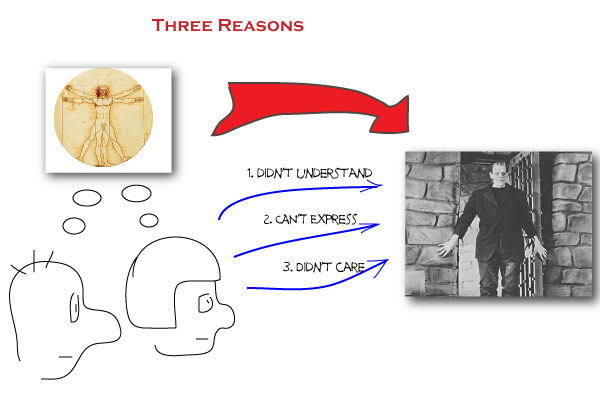 Three Reasons
1. DIDN'T UNDERSTAND
2. CAN'T EXPRESS
3. DIDN'T CARE